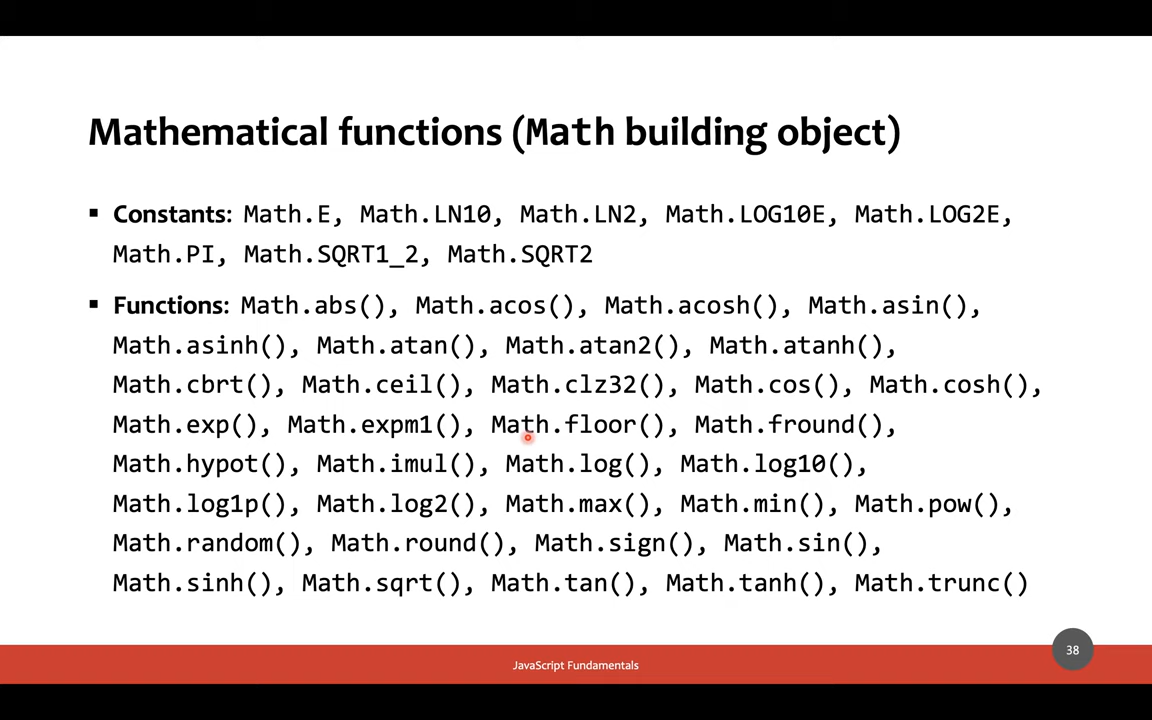 Mathematical functions (Math building object)
▪ Constants: Math.E, Math.LN10, Math.LN2, Math.LOG10E, Math.LOG2E,
Math.PI, Math.SQRT1_2, Math.SQRT2
▪ Functions: Math.abs(), Math.acos(), Math.acosh(), Math.asin(),
Math.asinh(), Math.atan(), Math.atan2(), Math.atanh(),
Math.cbrt(), Math.ceil(), Math.clz32(), Math.cos(), Math.cosh(),
Math.exp(), Math.expm1(), Math.floor(), Math.fround(),
Math.hypot(), Math.imul(), Math.log(), Math.log10(),
Math.log1p(), Math.log2(), Math.max(), Math.min(), Math.pow(),
Math.random(), Math.round(), Math.sign(), Math.sin(),
Math.sinh(), Math.sqrt(), Math.tan(), Math.tanh(), Math.trunc()
JavaScript Fundamentals
38